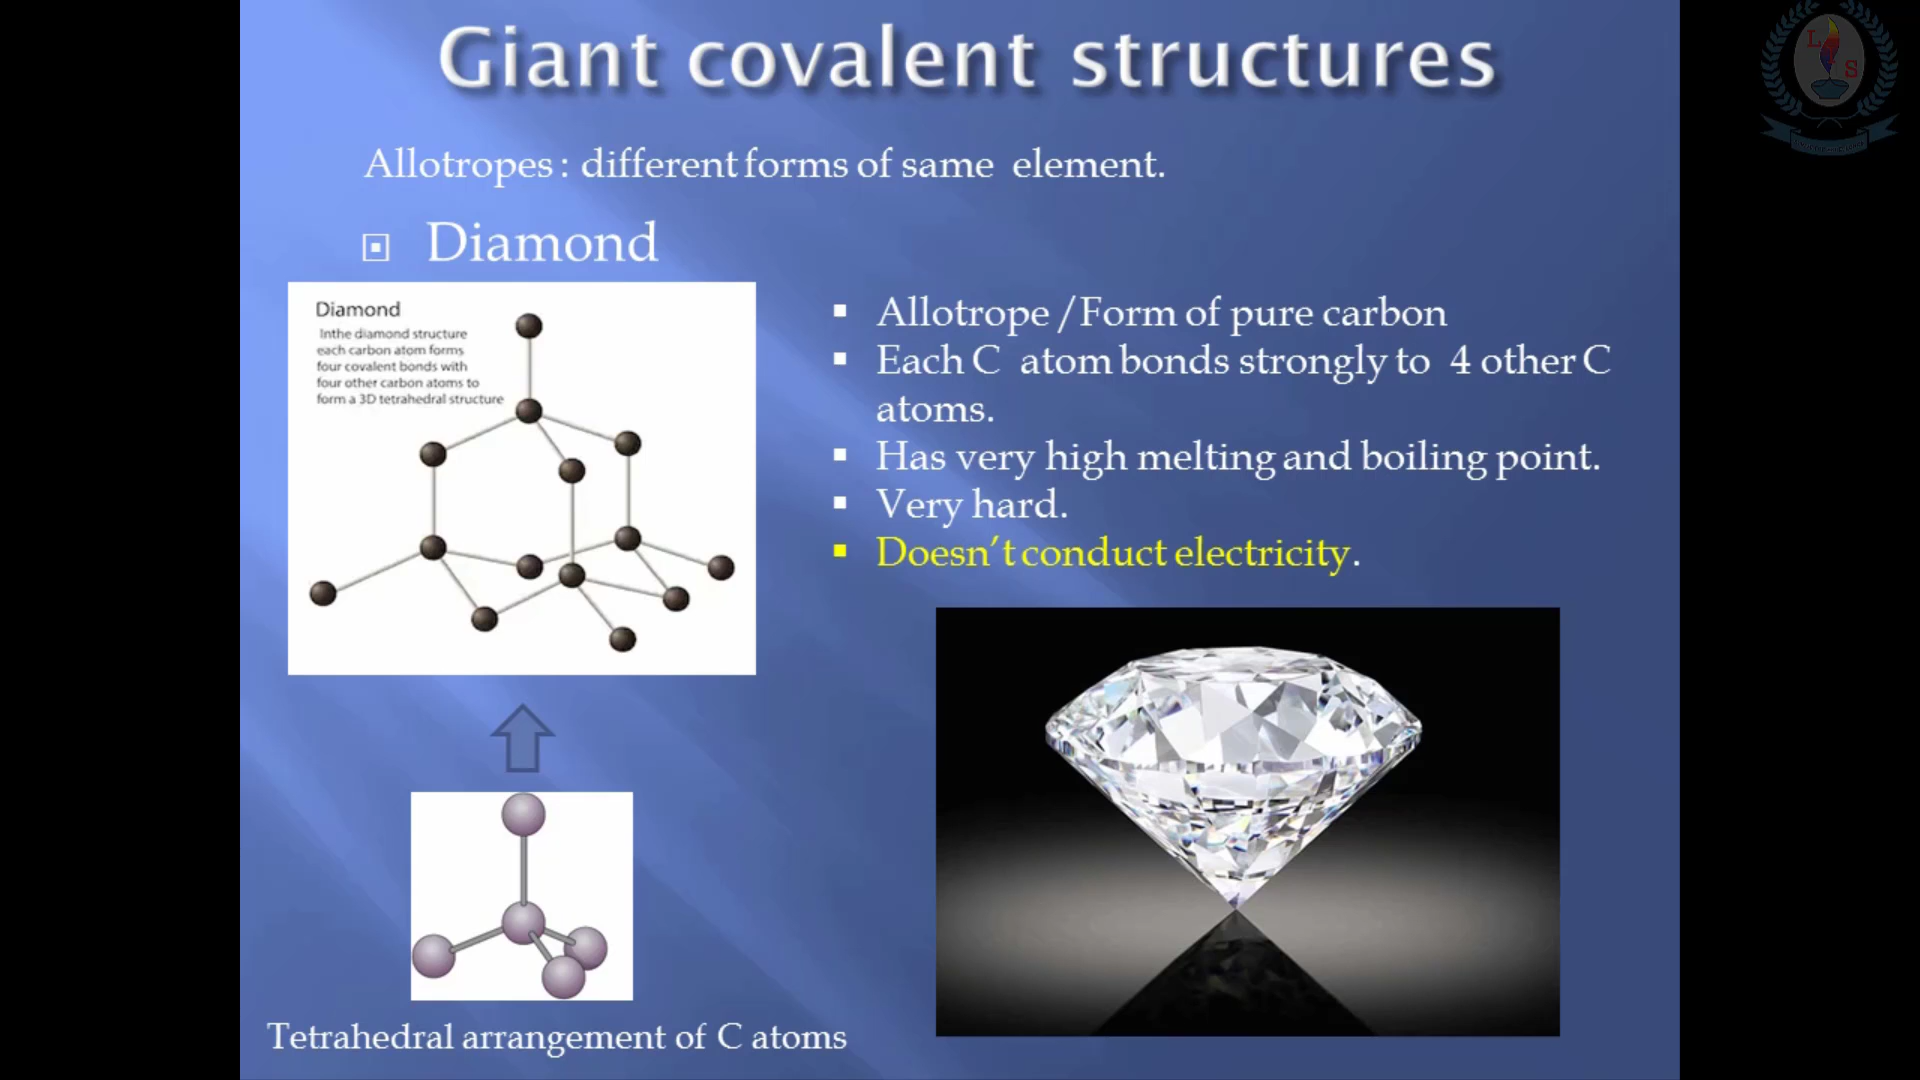 Giant covalent structures
Allotropes : different forms of same element.
Diamond
Diamond
Inthe diamond structure
each carbon atom forms
four covalent bonds with
four other carbon atoms to
form a 3D tetrahedral structure
Allotrope /Form of pure carbon
Each C atom bonds strongly to 4 other C
atoms.
Has very high melting and boiling point.
Very hard.
Doesn't conduct electricity.
Tetrahedral arrangement of C atoms
L
S